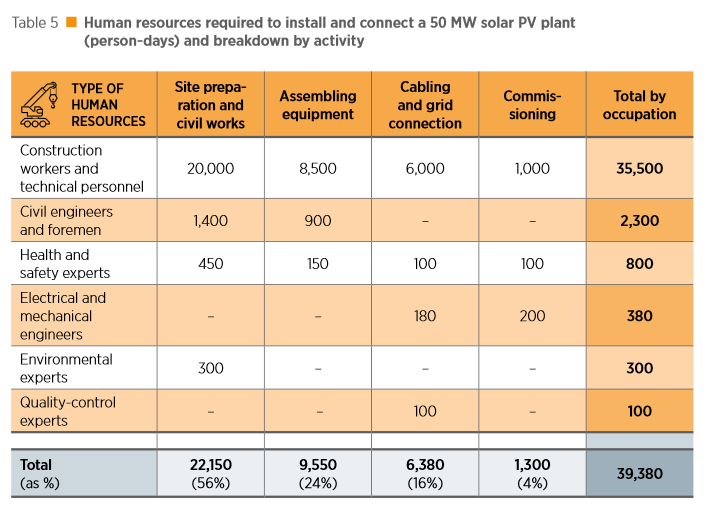 Table 5 Human resources required to install and connect a 50 MW solar PV plant
(person-days) and breakdown by activity
TYPE OF
HUMAN
RESOURCES
Site prepa-
ration and
civil works
Assembling
equipment
Cabling
and grid
connection
Commis-
sioning
Total by
occupation
Construction
workers and
technical personnel
20,000 8,500 6,000 1,000 35,500
Civil engineers
and foremen
1,400 900 – – 2,300
Health and
safety experts
450 150 100 100 800
Electrical and
mechanical
engineers
– – 180 200 380
Environmental
experts
300 – – – 300
Quality-control
experts
– – 100 – 100
Total
(as %)
22,150 9,550 6,380 1,300 39,380
(56%) (24%) (16%) (4%)